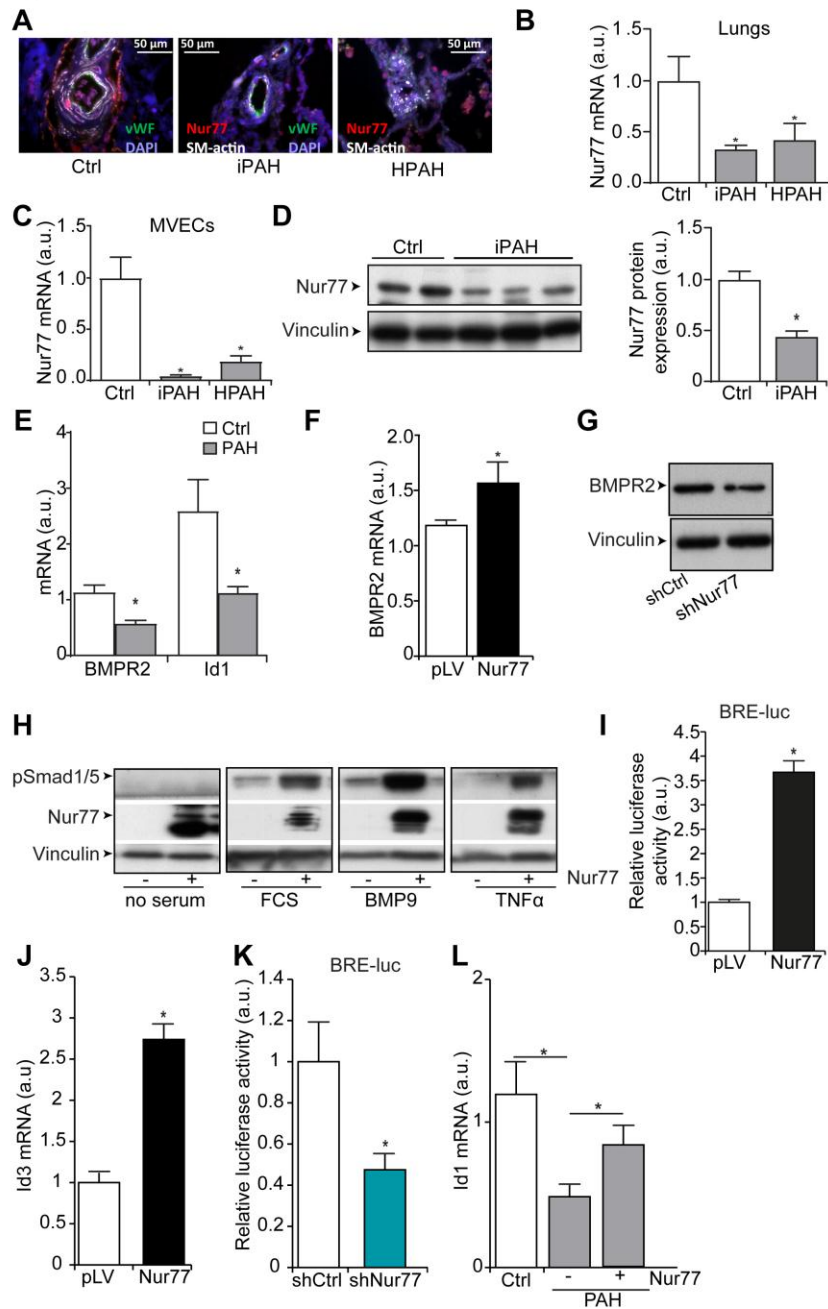 A
50 µm
50 µm
50 µm
vWF
DAPI
Nur77
SM-actin
vWF
DAPI
Nur77
SM-actin
Ctrl
iPAH
HPAH
B
Lungs
Nur77 mRNA (a.u.)
1.5
1.0
0.5
0.0
*
*
Ctrl
iPAH
HPAH
C
MVECs
Nur77 mRNA (a.u.)
1.5
1.0
0.5
0.0
*
*
Ctrl
iPAH
HPAH
D
Ctrl
iPAH
Nur77
Vinculin
Nur77 protein
expression (a.u.)
1.5
1.0
0.5
0
*
Ctrl
iPAH
E
mRNA (a.u.)
4
3
2
1
0
Ctrl
PAH
*
*
BMPR2
Id1
F
BMPR2 mRNA (a.u.)
2.0
1.5
1.0
0.5
0
*
pLV
Nur77
G
BMPR2
Vinculin
shCtrl
shNur77
H
pSmad1/5
Nur77
Vinculin
- + - + - + - + Nur77
no serum
FCS
BMP9
TNFα
I
BRE-luc
Relative luciferase
activity (a.u.)
4.5
4
3.5
3
2.5
2
1.5
1
0.5
0
*
pLV
Nur77
J
Id3 mRNA (a.u)
3.5
3
2.5
2
1.5
1
0.5
0
*
pLV
Nur77
K
BRE-luc
Relative luciferase activity (a.u.)
1.4
1.2
1
0.8
0.6
0.4
0.2
0
*
shCtrl
shNur77
L
Id1 mRNA (a.u.)
2
1
0
*
*
Ctrl
- + Nur77
PAH